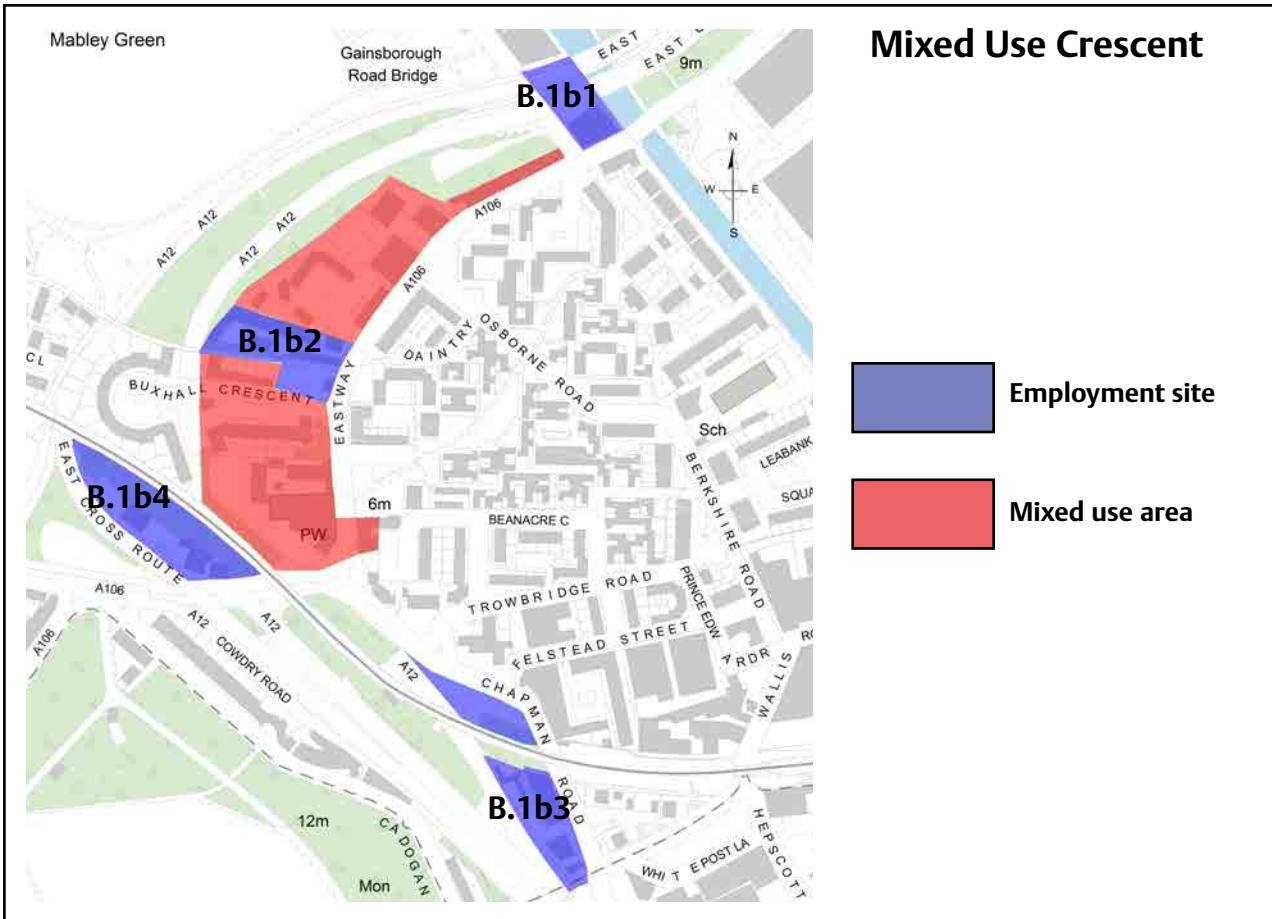 Mabley Green
Gainsborough
Road Bridge
EAST
EAST C
9m
Mixed Use Crescent
B.1b1
N
W E
S
A12
A12
A12
A12
A106
A106
B.1b2
DAINTRY
OSBORNE ROAD
CL
BUXHALL CRESCENT
EASTWAY
Sch
LEABANK
SQUA
BERKSHIRE ROAD
Employment site
EAST CROSS ROUTE
B.1b4
6m
PW
BEANACRE C
Mixed use area
A106
TROWBRIDGE ROAD
PRINCE EDW
ARD R
FELSTEAD STREET
WALLIS
RO
A106
A12
COWDRY ROAD
A12
CHAPMAN
ROAD
B.1b3
12m
CADOGAN
Mon
WHITE POST LA
HEPSCOTT